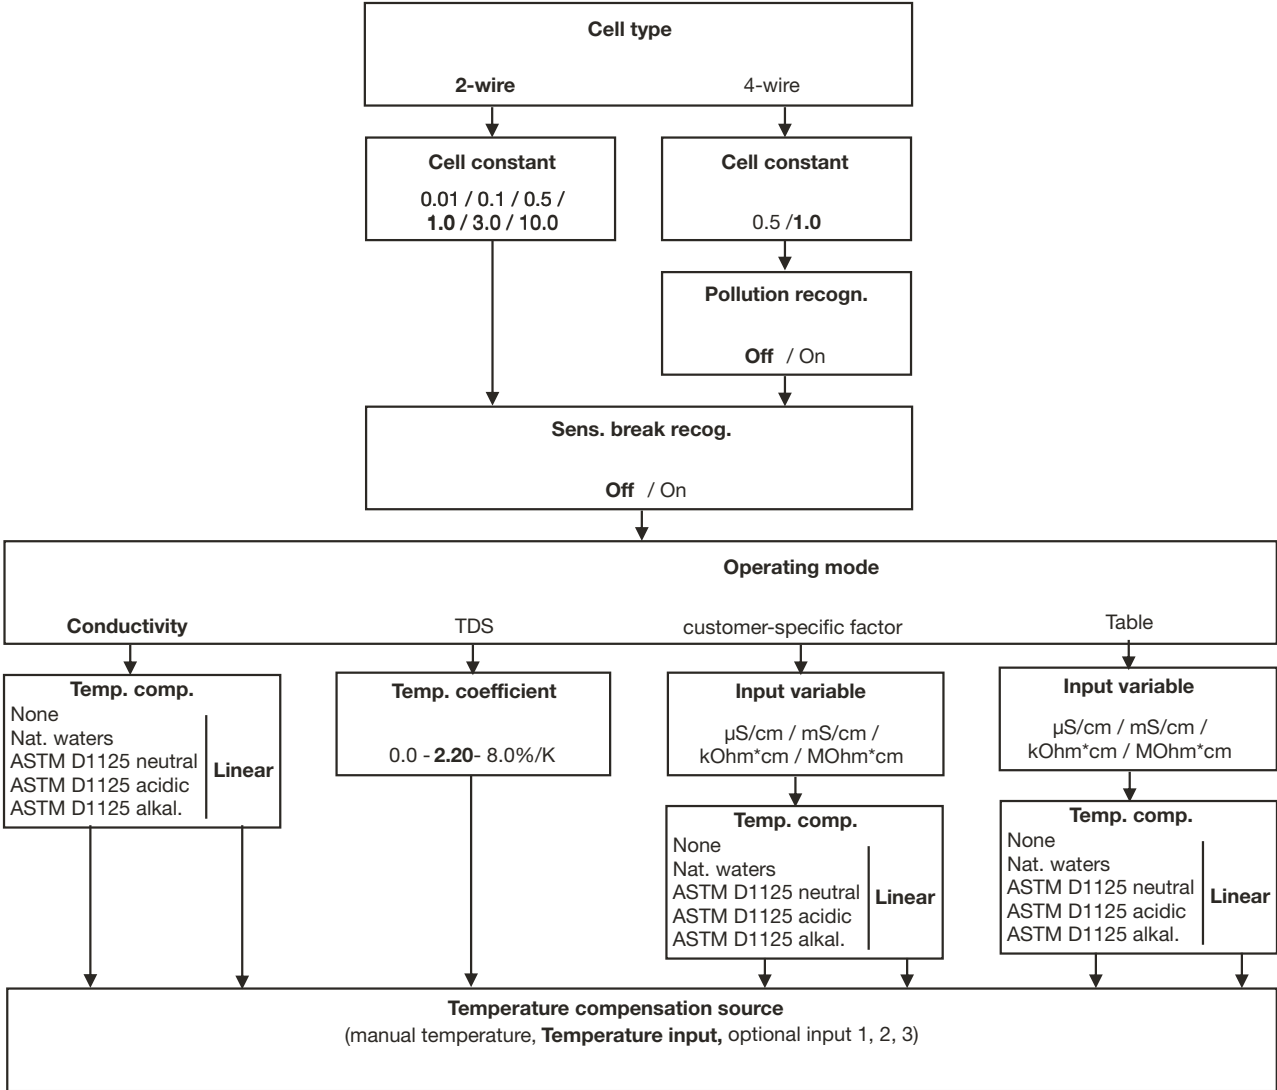 Cell type
2-wire
4-wire
Cell constant
0.01 / 0.1 / 0.5 /
1.0 / 3.0 / 10.0
Cell constant
0.5 /1.0
Pollution recogn.
Off / On
Sens. break recog.
Off / On
Operating mode
Conductivity
TDS
customer-specific factor
Table
Temp. comp.
None
Nat. waters
ASTM D1125 neutral
ASTM D1125 acidic
ASTM D1125 alkal.
Linear
Temp. coefficient
0.0 - 2.20- 8.0%/K
Input variable
µS/cm / mS/cm /
kOhm*cm / MOhm*cm
Temp. comp.
None
Nat. waters
ASTM D1125 neutral
ASTM D1125 acidic
ASTM D1125 alkal.
Linear
Input variable
µS/cm / mS/cm /
kOhm*cm / MOhm*cm
Temp. comp.
None
Nat. waters
ASTM D1125 neutral
ASTM D1125 acidic
ASTM D1125 alkal.
Linear
Temperature compensation source
(manual temperature, Temperature input, optional input 1, 2, 3)